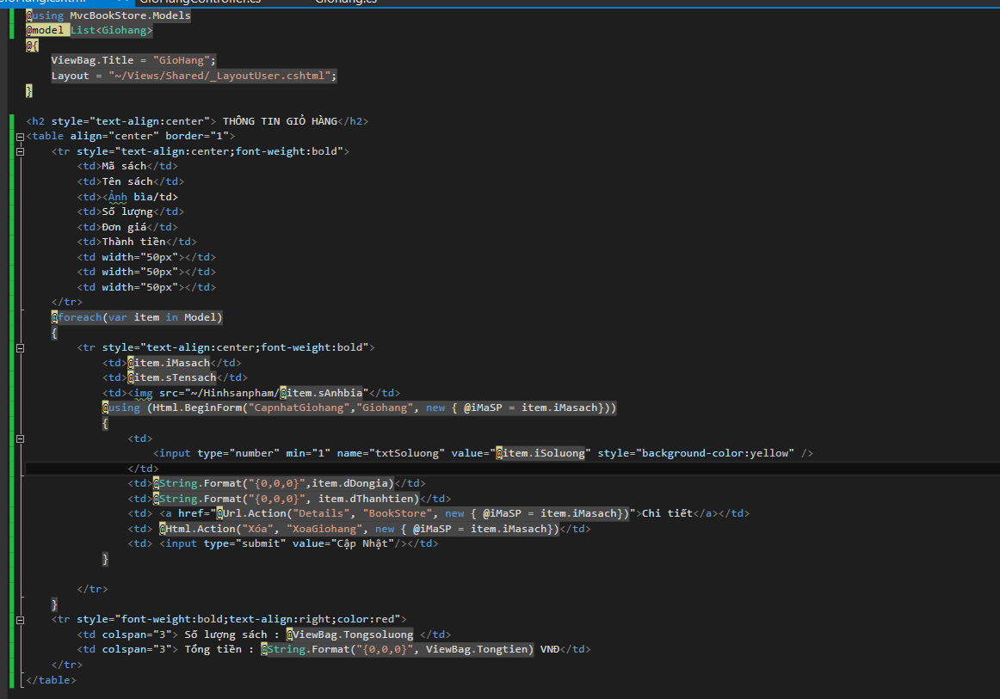 GioHangController.cs Giohang.cs
@using MvcBookStore.Models
@model List<Giohang>
@{
ViewBag.Title = "GioHang";
Layout = "~/Views/Shared/_LayoutUser.cshtml";
}
<h2 style="text-align:center"> THÔNG TIN GIỎ HÀNG</h2>
<table align="center" border="1">
<tr style="text-align:center;font-weight:bold">
<td>Mã sách</td>
<td>Tên sách</td>
<td><Ảnh bìa/td>
<td>Số lượng</td>
<td>Đơn giá</td>
<td>Thành tiền</td>
<td width="50px"></td>
<td width="50px"></td>
<td width="50px"></td>
</tr>
@foreach(var item in Model)
{
<tr style="text-align:center;font-weight:bold">
<td>@item.iMasach</td>
<td>@item.sTensach</td>
<td><img src="~/Hinhsanpham/@item.sAnhbia"</td>
@using (Html.BeginForm("CapnhatGiohang","Giohang", new { @iMaSP = item.iMasach}))
{
<td>
<input type="number" min="1" name="txtSoluong" value="@item.iSoluong" style="background-color:yellow" />
</td>
<td>@String.Format("{0,0,0}",item.dDongia)</td>
<td>@String.Format("{0,0,0}", item.dThanhtien)</td>
<td> <a href="@Url.Action("Details", "BookStore", new { @iMaSP = item.iMasach})">Chi tiết</a></td>
<td> @Html.Action("Xóa", "XoaGiohang", new { @iMaSP = item.iMasach})</td>
<td> <input type="submit" value="Cập Nhật"/></td>
}
</tr>
}
<tr style="font-weight:bold;text-align:right;color:red">
<td colspan="3"> Số lượng sách : @ViewBag.Tongsoluong </td>
<td colspan="3"> Tổng tiền : @String.Format("{0,0,0}", ViewBag.Tongtien) VNĐ</td>
</tr>
</table>